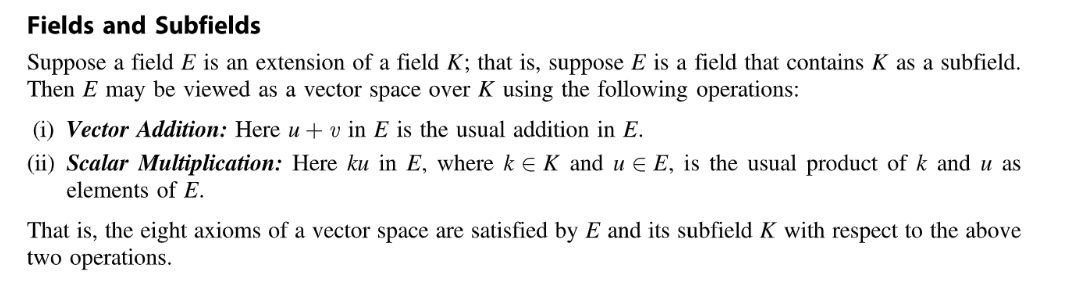 Fields and Subfields
Suppose a field E is an extension of a field K; that is, suppose E is a field that contains K as a subfield.
Then E may be viewed as a vector space over K using the following operations:
(i) Vector Addition: Here u + v in E is the usual addition in E.
(ii) Scalar Multiplication: Here ku in E, where k ∈ K and u ∈ E, is the usual product of k and u as
elements of E.
That is, the eight axioms of a vector space are satisfied by E and its subfield K with respect to the above
two operations.